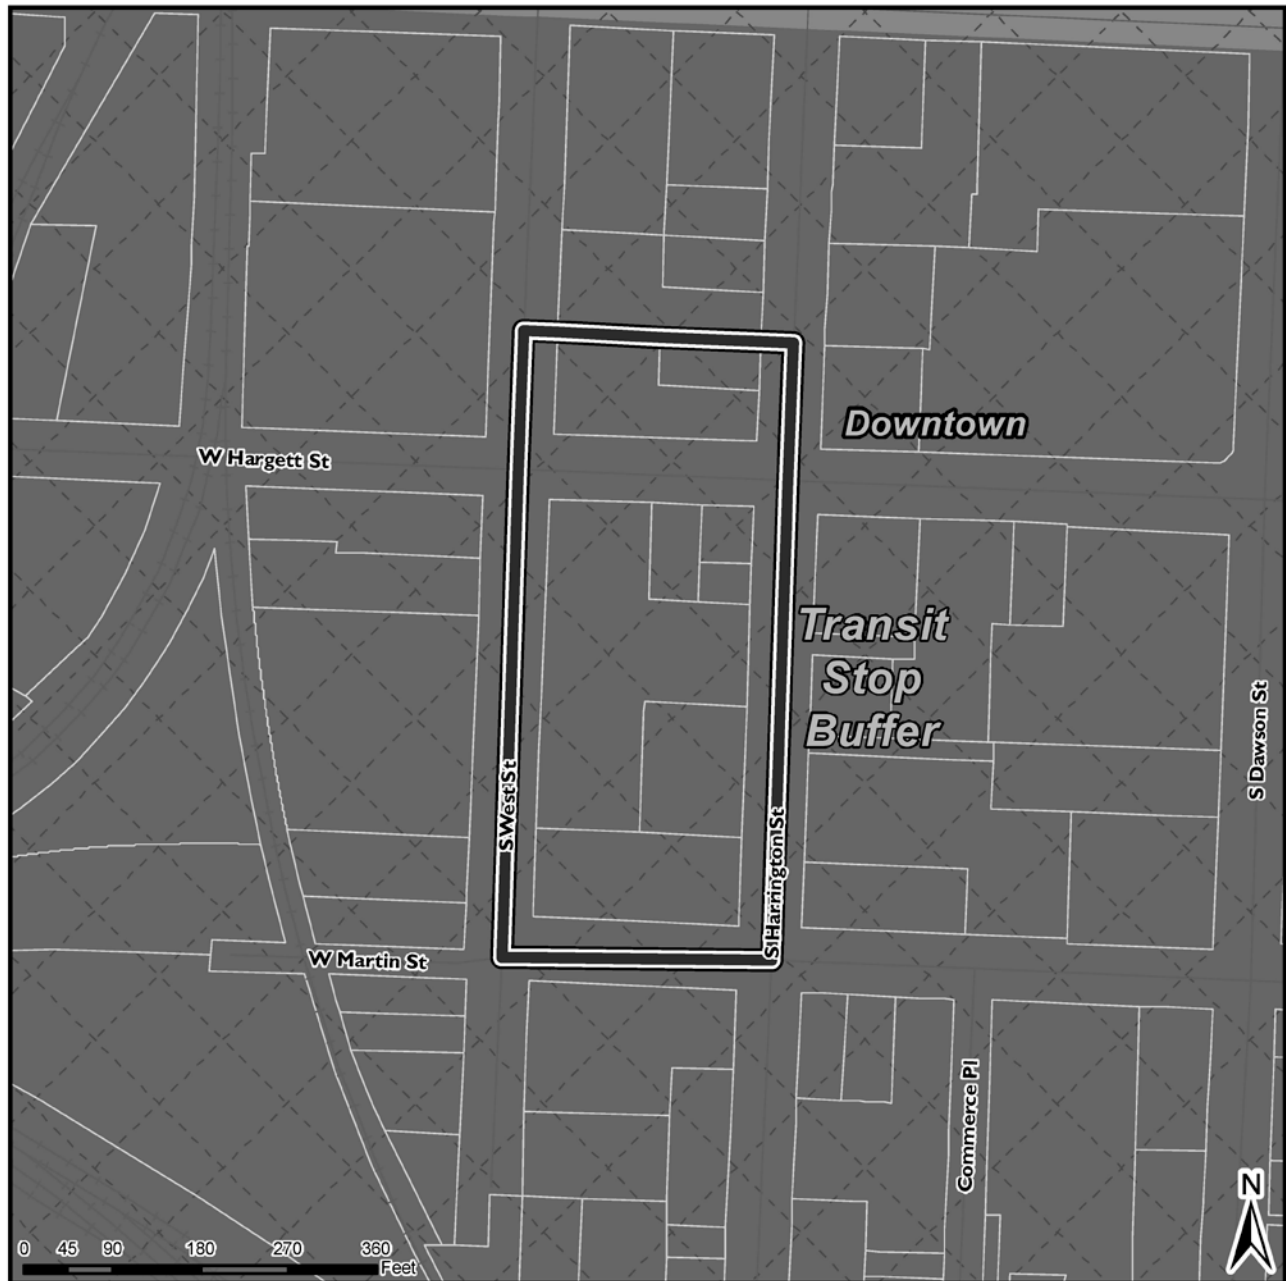 Downtown
W Hargett St
Transit
Stop
Buffer
S Dawson St
S West St
S Harrington St
W Martin St
Commerce Pl
N
0 45 90 180 270 360
Feet